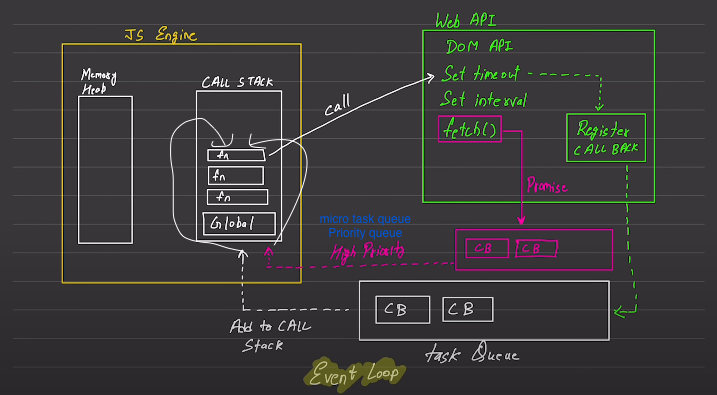 JS Engine
Memory
Heab
CALL STACK
fn
fn
fn
Global
call
Web API
DOM API
Set timeout
Set interval
fetch()
Register
CALL BACK
Promise
micro task queue
Prionty queue
High Priority
CB CB
CB CB
Add to CALL
Stack
task Queue
Event Loop